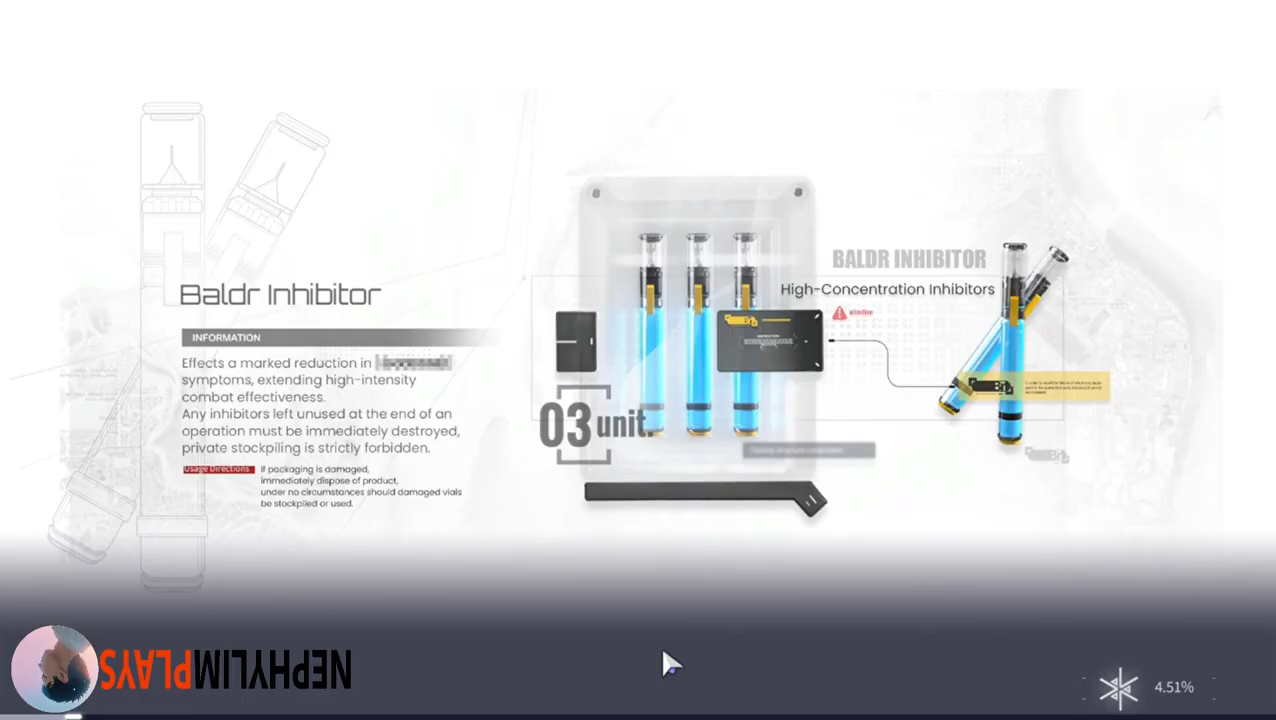 Baldr Inhibitor
INFORMATION
Effects a marked reduction in
symptoms, extending high-intensity
combat effectiveness.
Any inhibitors left unused at the end of an
operation must be immediately destroyed,
private stockpiling is strictly forbidden.
Usage Directions
If packaging is damaged,
immediately dispose of product,
under no circumstances should damaged vials
be stockpiled or used.
03 unit.
BALDR INHIBITOR
High-Concentration Inhibitors
attention
NEPHYLIMPLAYS
4.51%